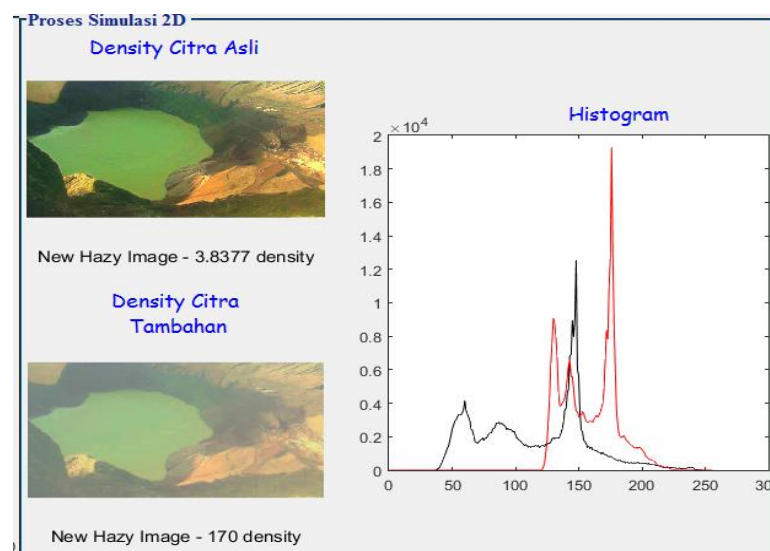 Proses Simulasi 2D
Density Citra Asli
New Hazy Image - 3.8377 density
Density Citra
Tambahan
New Hazy Image - 170 density
Histogram
×10⁴
2
1.8
1.6
1.4
1.2
1
0.8
0.6
0.4
0.2
0
0 50 100 150 200 250 300